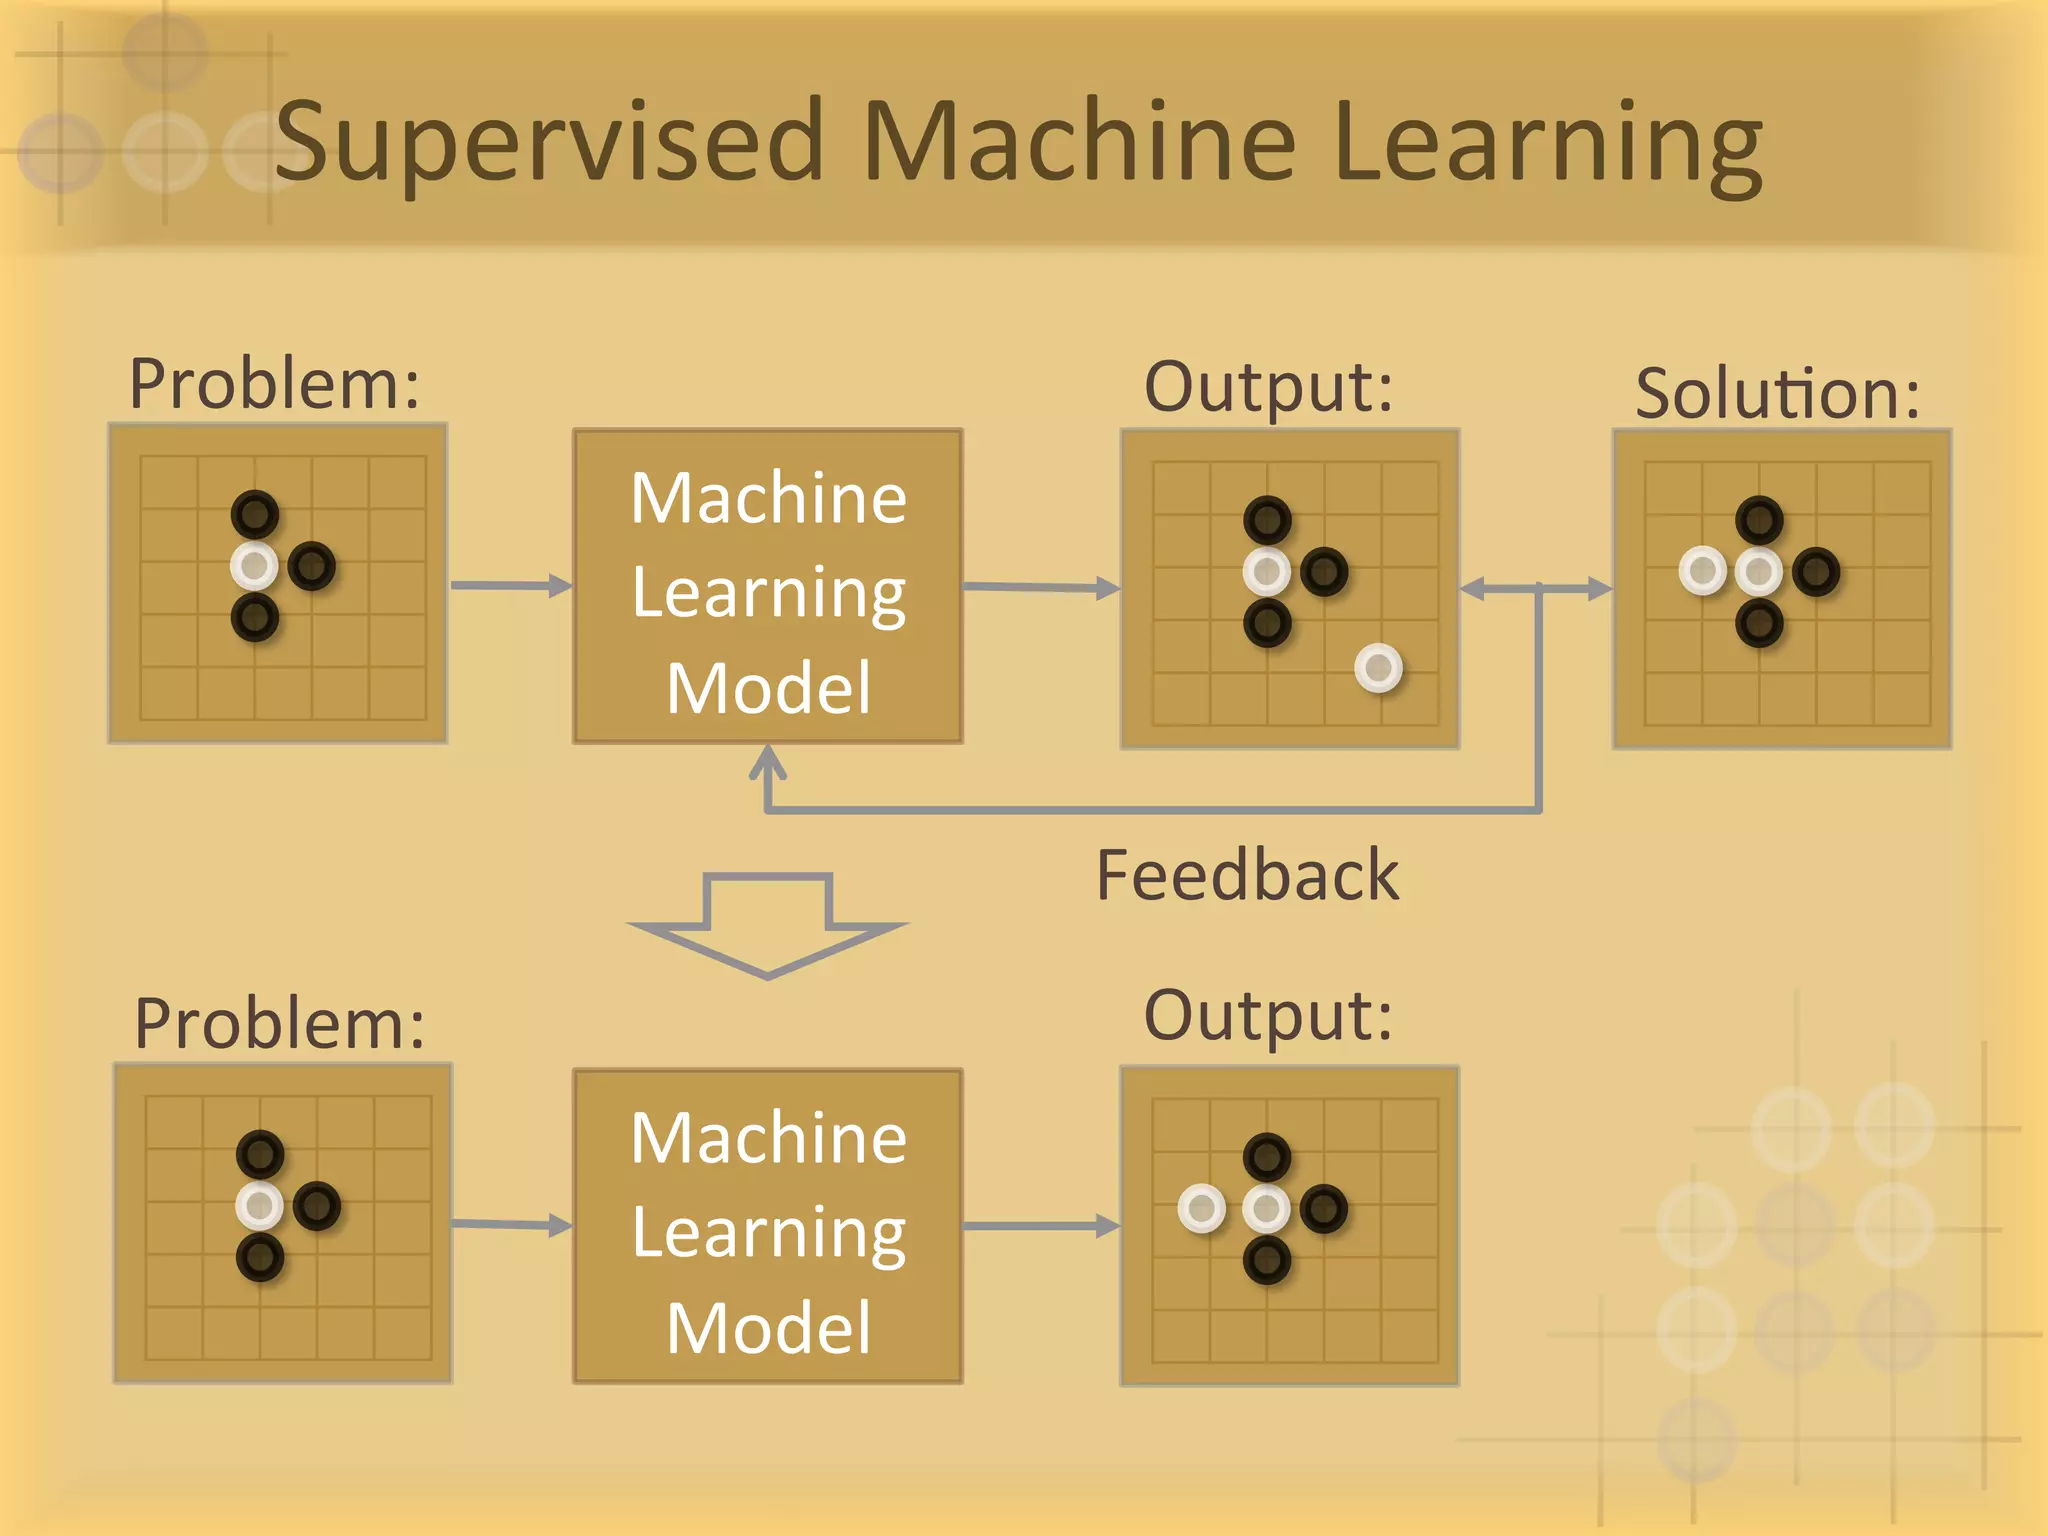 Supervised Machine Learning
Problem:
Output:
Solution:
Machine
Learning
Model
Feedback
Problem:
Output:
Machine
Learning
Model